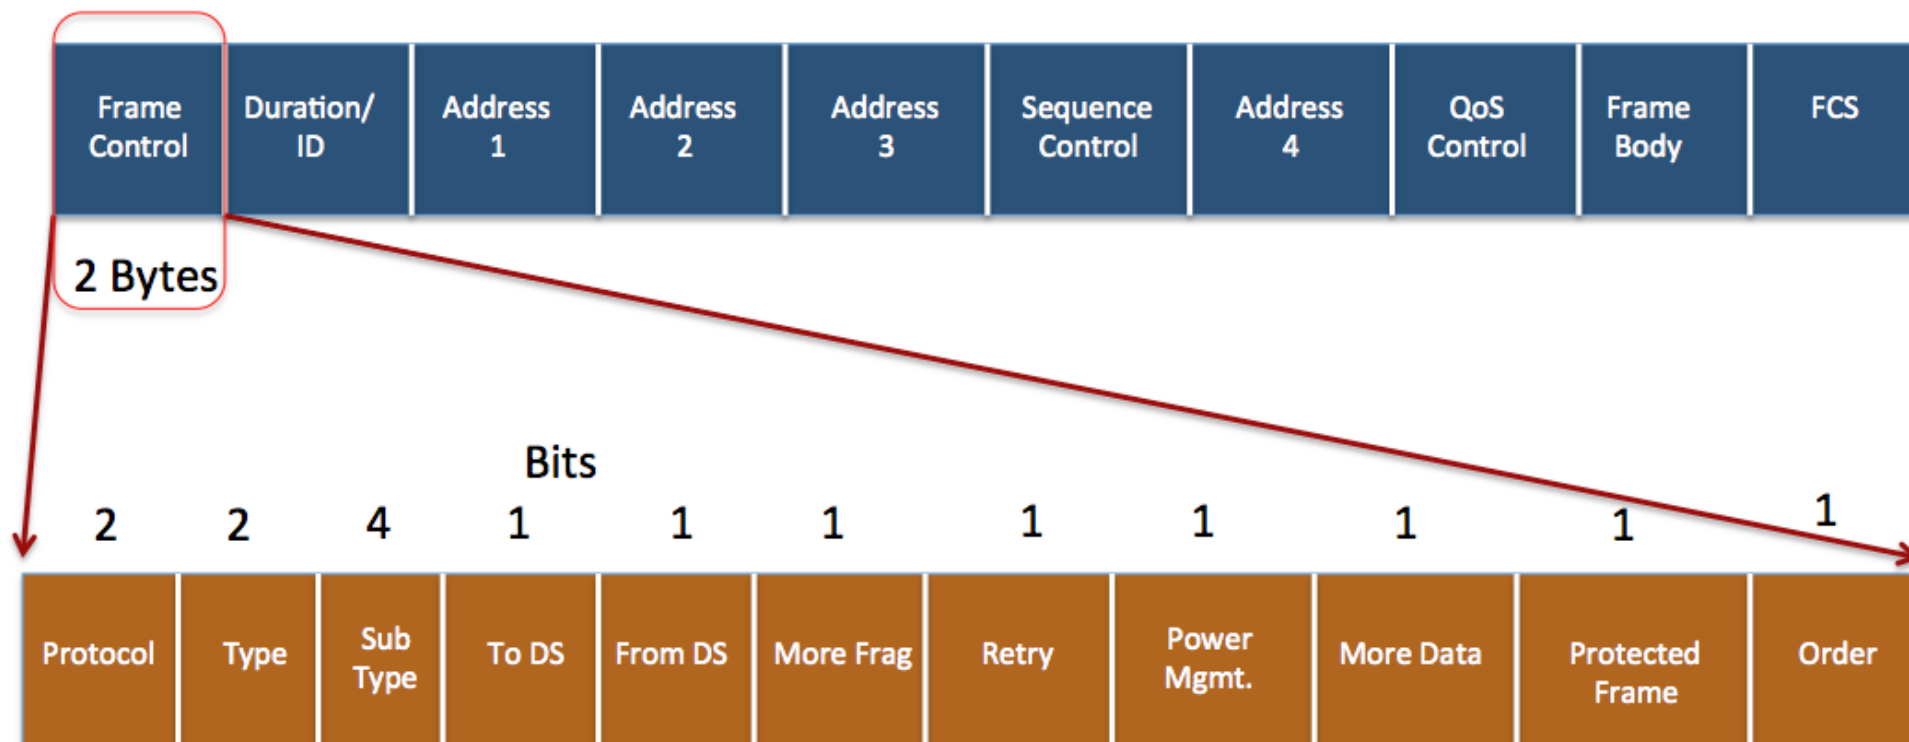 Frame Control
Duration/ ID
Address 1
Address 2
Address 3
Sequence Control
Address 4
QoS Control
Frame Body
FCS
2 Bytes
Bits
2 2 4 1 1 1 1 1 1 1 1
Protocol
Type
Sub Type
To DS
From DS
More Frag
Retry
Power Mgmt.
More Data
Protected Frame
Order